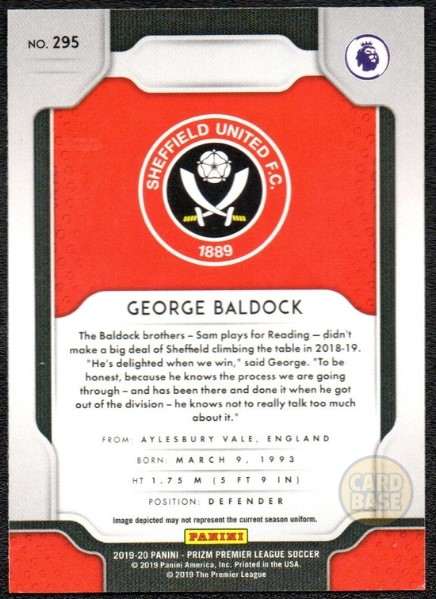 NO. 295
SHEFFIELD UNITED F.C.
1889
GEORGE BALDOCK
The Baldock brothers – Sam plays for Reading – didn't
make a big deal of Sheffield climbing the table in 2018-19.
"He's delighted when we win," said George. "To be
honest, because he knows the process we are going
through – and has been there and done it when he got
out of the division – he knows not to really talk too much
about it."
FROM: AYLESBURY VALE, ENGLAND
BORN: MARCH 9, 1993
HT 1.75 M (5 FT 9 IN)
POSITION: DEFENDER
Image depicted may not represent the current season uniform.
PANINI
2019-20 PANINI - PRIZM PREMIER LEAGUE SOCCER
© 2019 Panini America, Inc. Printed in the USA.
© 2019 The Premier League
CARD
BASE